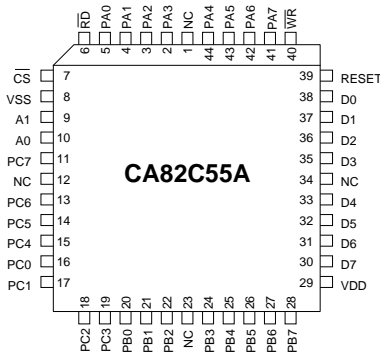 R̅D̅ PA0 PA1 PA2 PA3 NC PA4 PA5 PA6 PA7 W̅R̅
6 5 4 3 2 1 44 43 42 41 40
C̅S̅ 7 39 RESET
VSS 8 38 D0
A1 9 37 D1
A0 10 36 D2
PC7 11 35 D3
NC 12 34 NC
CA82C55A
PC6 13 33 D4
PC5 14 32 D5
PC4 15 31 D6
PC0 16 30 D7
PC1 17 29 VDD
18 19 20 21 22 23 24 25 26 27 28
PC2 PC3 PB0 PB1 PB2 NC PB3 PB4 PB5 PB6 PB7